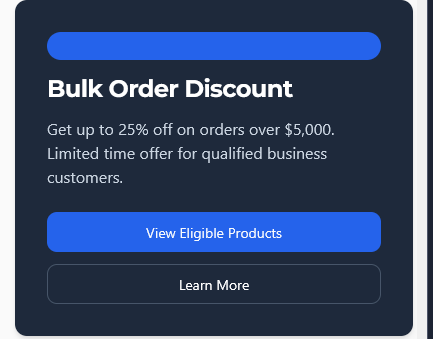 Bulk Order Discount
Get up to 25% off on orders over $5,000.
Limited time offer for qualified business
customers.
View Eligible Products
Learn More